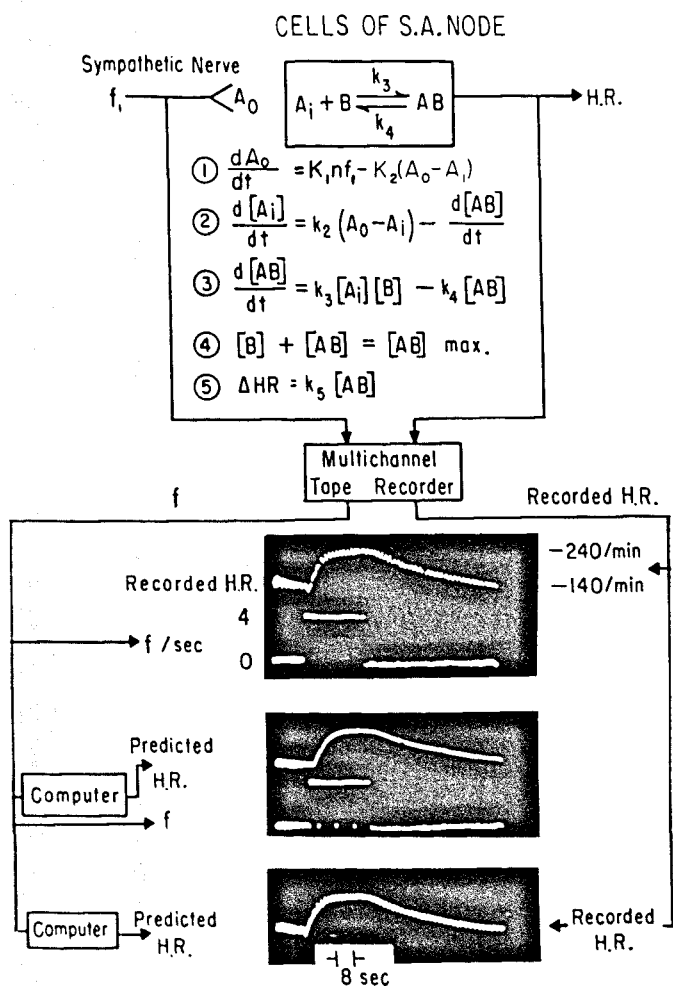 CELLS OF S.A. NODE
Sympathetic Nerve
f₁ A₀ Aᵢ + B k₃ k₄ AB H.R.
① dA₀/dt = K₁nf₁ - K₂(A₀ - A₁)
② d[Aᵢ]/dt = k₂(A₀ - Aᵢ) - d[AB]/dt
③ d[AB]/dt = k₃[Aᵢ][B] - k₄[AB]
④ [B] + [AB] = [AB] max.
⑤ ΔHR = k₅[AB]
Multichannel
Tape Recorder
f
Recorded H.R.
-240/min
Recorded H.R.
-140/min
4
f/sec
0
Predicted
H.R.
Computer
f
Computer
Predicted
H.R.
Recorded
H.R.
8 sec